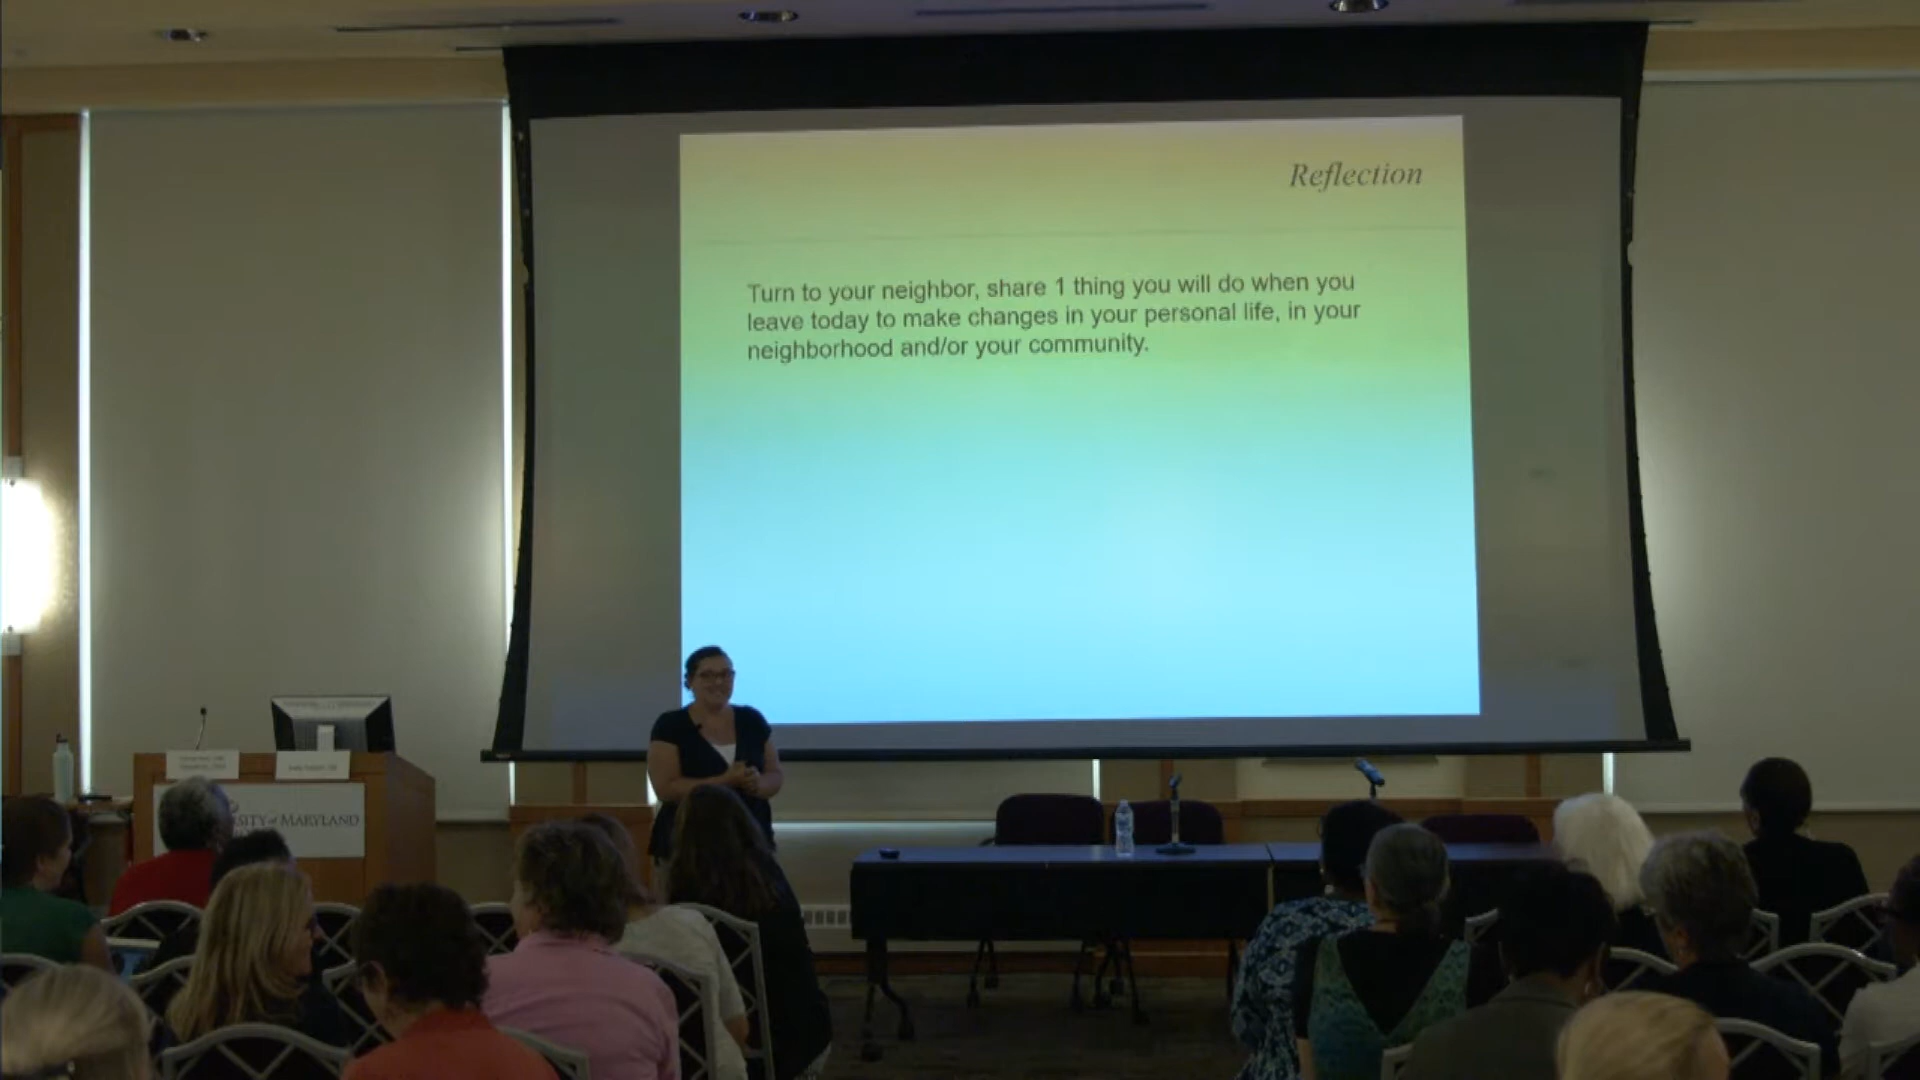 Reflection
Turn to your neighbor, share 1 thing you will do when you
leave today to make changes in your personal life, in your
neighborhood and/or your community.
of MARYLAND